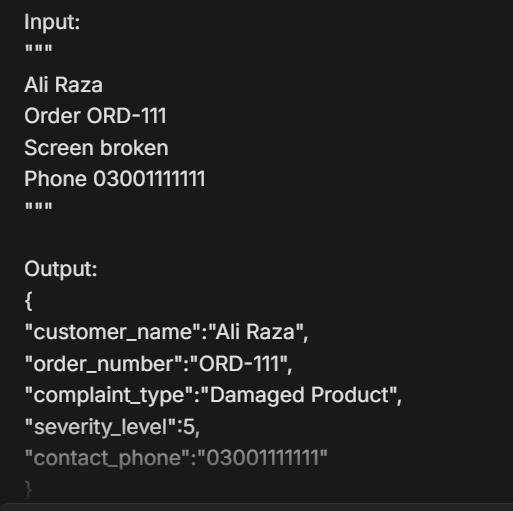 Input:
"""
Ali Raza
Order ORD-111
Screen broken
Phone 03001111111
"""
Output:
{
"customer_name":"Ali Raza",
"order_number":"ORD-111",
"complaint_type":"Damaged Product",
"severity_level":5,
"contact_phone":"03001111111"
}